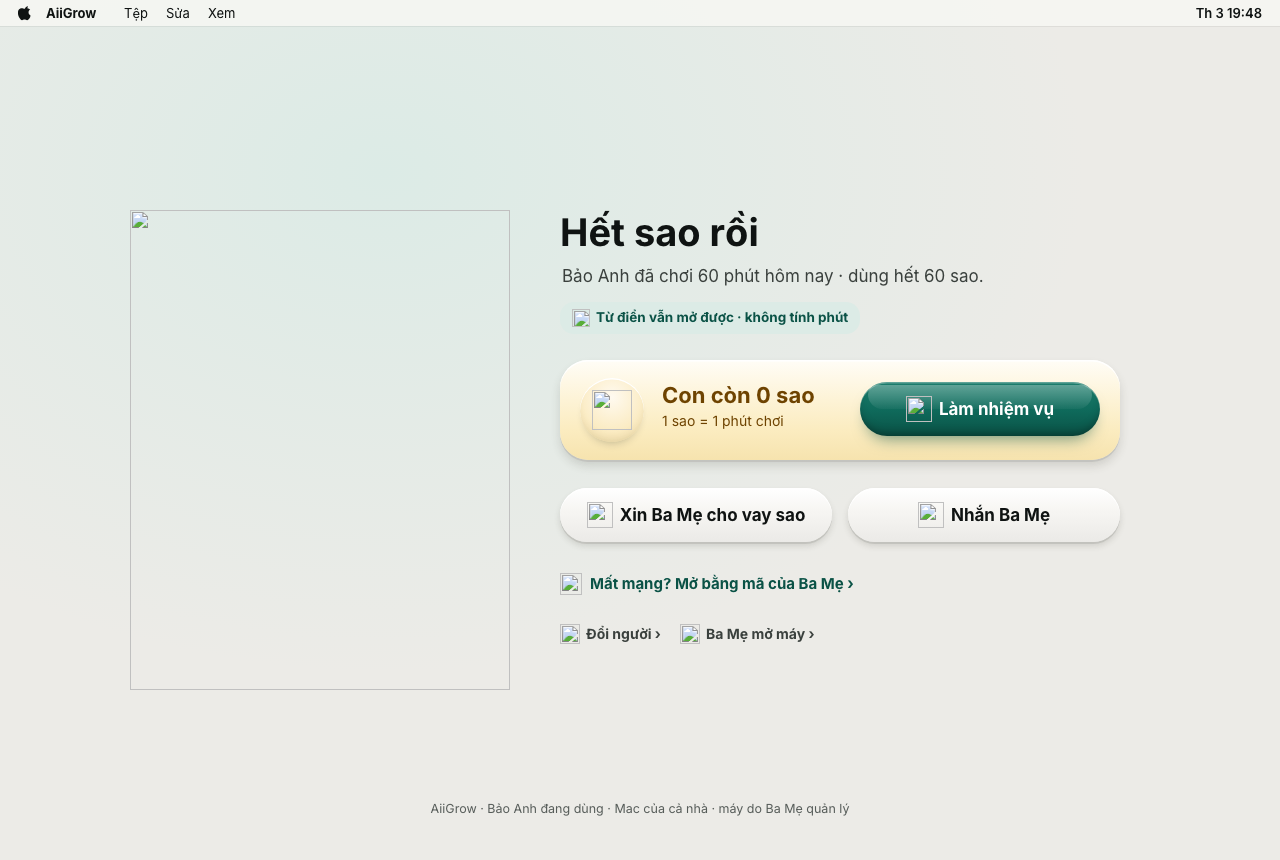 AiiGrow Tệp Sửa Xem Th 3 19:48
Hết sao rồi
Bảo Anh đã chơi 60 phút hôm nay · dùng hết 60 sao.
Từ điển vẫn mở được · không tính phút
Con còn 0 sao
1 sao = 1 phút chơi
Làm nhiệm vụ
Xin Ba Mẹ cho vay sao
Nhắn Ba Mẹ
Mất mạng? Mở bằng mã của Ba Mẹ ›
Đổi người › Ba Mẹ mở máy ›
AiiGrow · Bảo Anh đang dùng · Mac của cả nhà · máy do Ba Mẹ quản lý